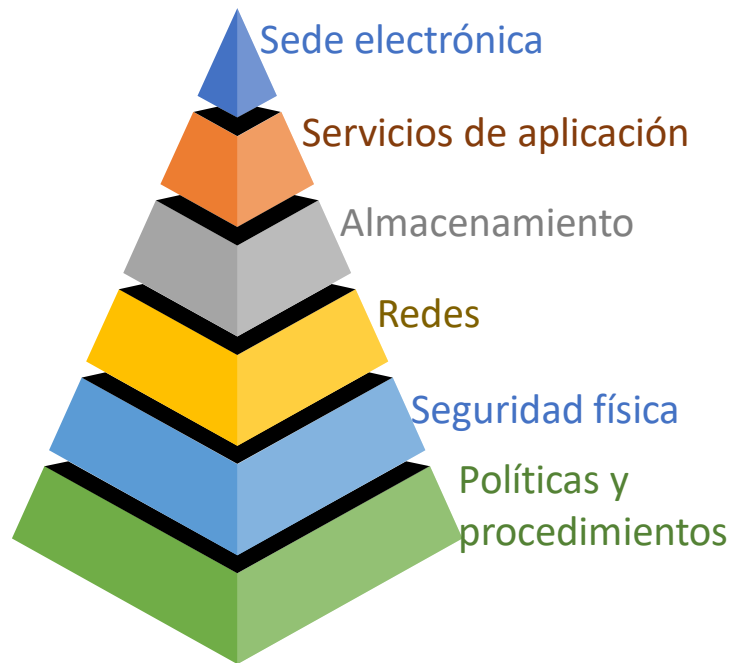 Sede electrónica
Servicios de aplicación
Almacenamiento
Redes
Seguridad física
Políticas y
procedimientos